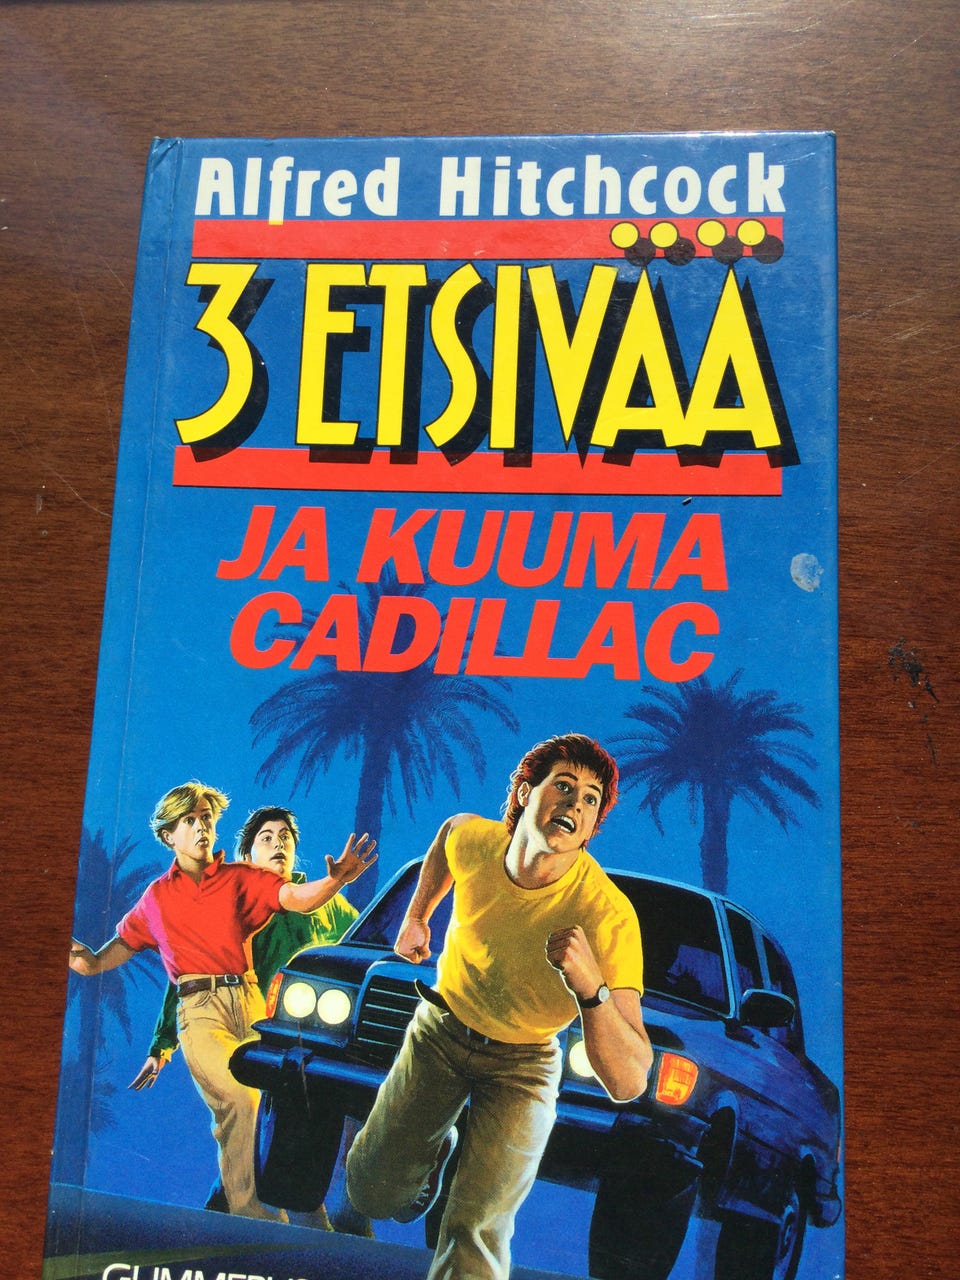 Alfred Hitchcock
3 ETSIVÄÄ
JA KUUMA
CADILLAC